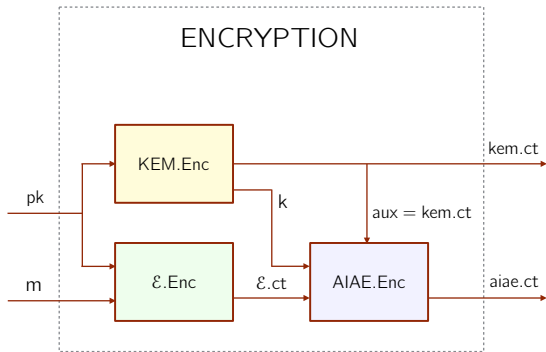 ENCRYPTION
kem.ct
KEM.Enc
pk
k
aux = kem.ct
m
ℰ.Enc
ℰ.ct
AIAE.Enc
aiae.ct